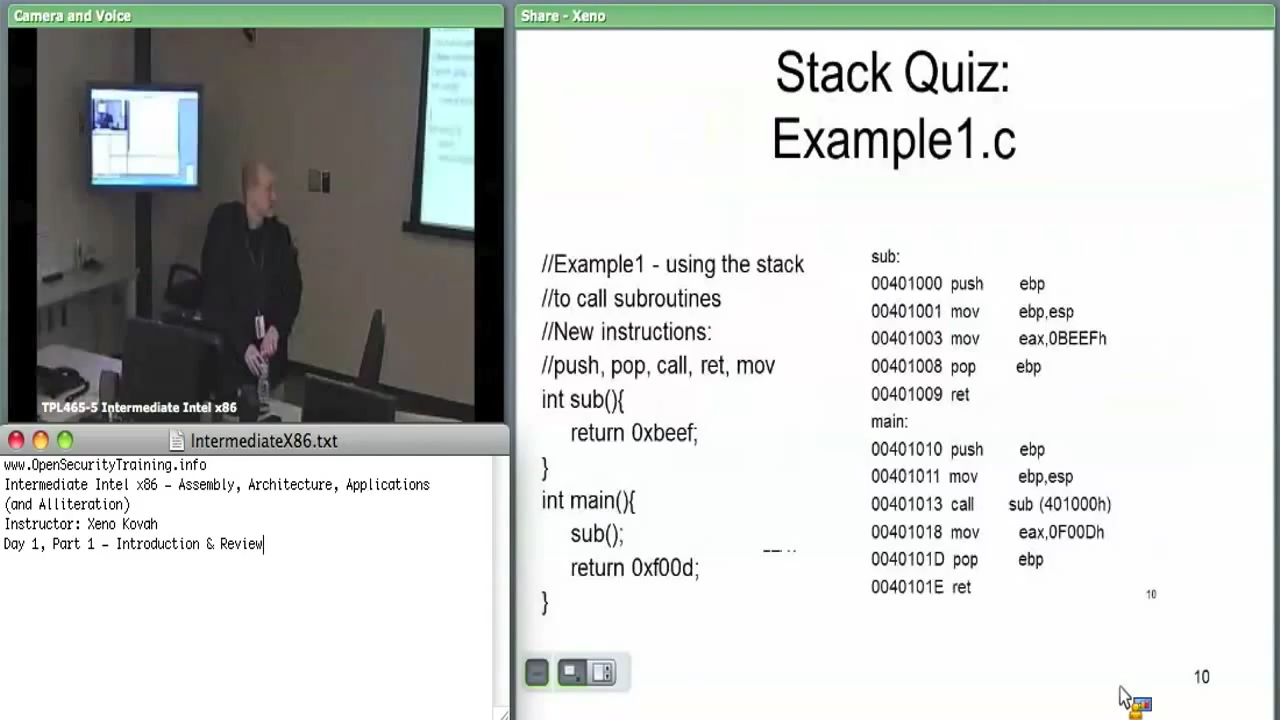 Camera and Voice
TPL465-5 Intermediate Intel x86
IntermediateX86.txt
www.OpenSecurityTraining.info
Intermediate Intel x86 – Assembly, Architecture, Applications
(and Alliteration)
Instructor: Xeno Kovah
Day 1, Part 1 – Introduction & Review
Share - Xeno
Stack Quiz:
Example1.c
//Example1 - using the stack
//to call subroutines
//New instructions:
//push, pop, call, ret, mov
int sub(){
return 0xbeef;
}
int main(){
sub();
return 0xf00d;
}
sub:
00401000 push ebp
00401001 mov ebp,esp
00401003 mov eax,0BEEFh
00401008 pop ebp
00401009 ret
main:
00401010 push ebp
00401011 mov ebp,esp
00401013 call sub (401000h)
00401018 mov eax,0F00Dh
0040101D pop ebp
0040101E ret
10
10